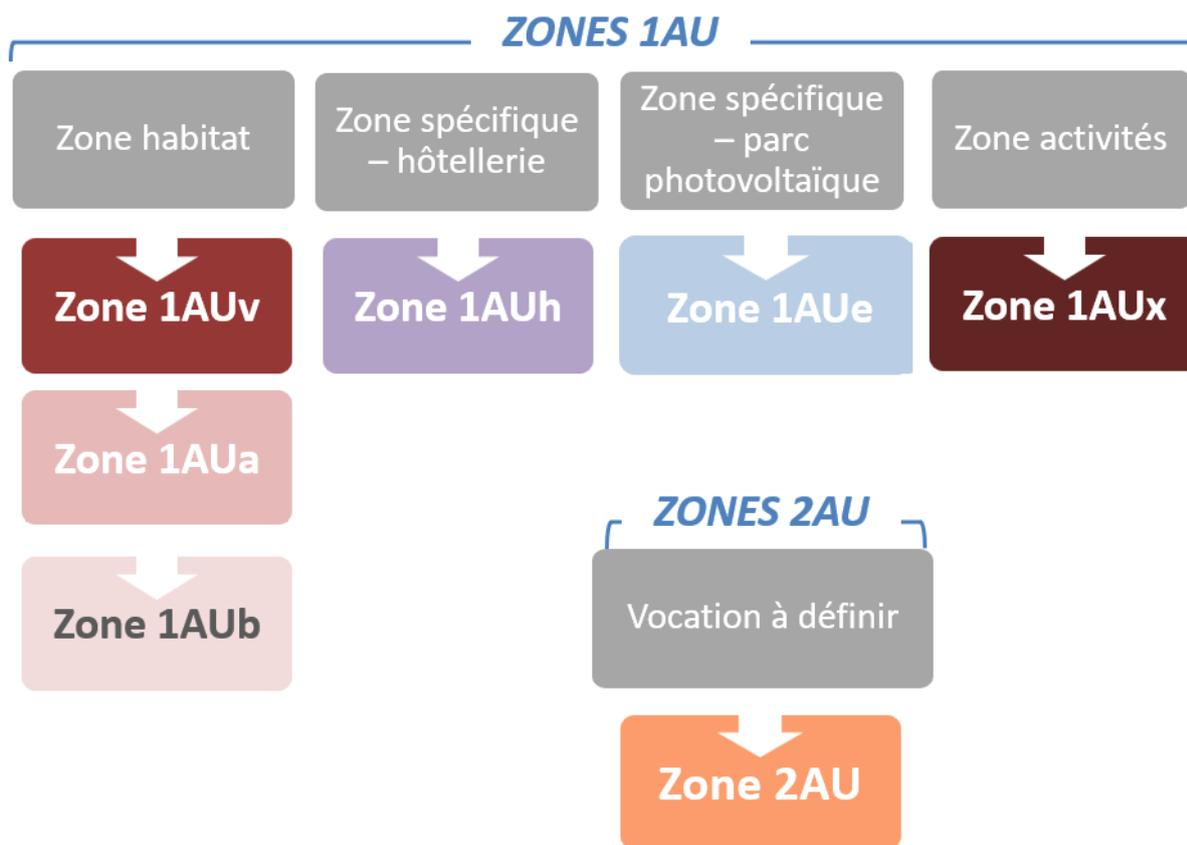 ZONES 1AU
Zone habitat
Zone spécifique
– hôtellerie
Zone spécifique
– parc
photovoltaïque
Zone activités
Zone 1AUv
Zone 1AUh
Zone 1AUe
Zone 1AUx
Zone 1AUa
Zone 1AUb
ZONES 2AU
Vocation à définir
Zone 2AU